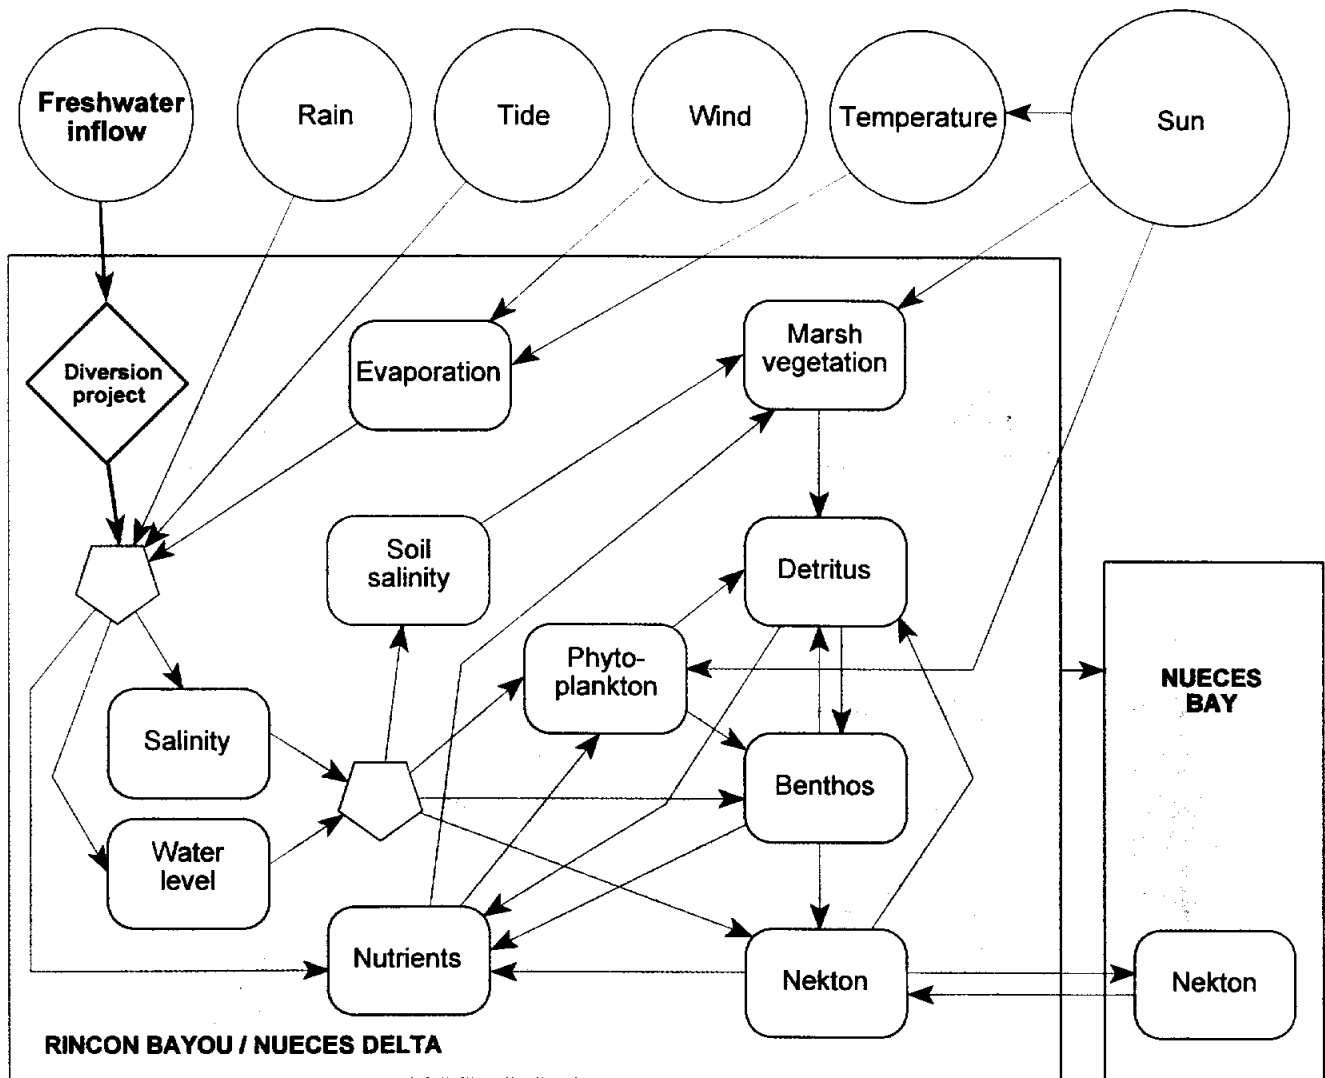 Freshwater
inflow
Rain
Tide
Wind
Temperature
Sun
Diversion
project
Evaporation
Marsh
vegetation
Soil
salinity
Detritus
Phyto-
plankton
Salinity
Benthos
Water
level
Nutrients
Nekton
NUECES
BAY
Nekton
RINCON BAYOU / NUECES DELTA